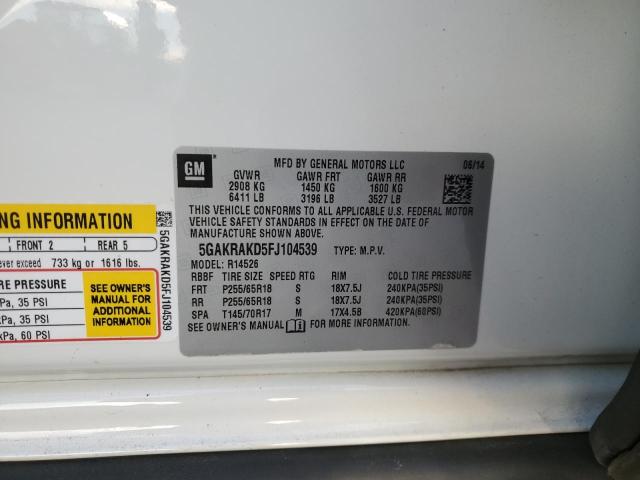 GM
MFD BY GENERAL MOTORS LLC 06/14
GVWR GAWR FRT GAWR RR
2908 KG 1450 KG 1600 KG
6411 LB 3196 LB 3527 LB
THIS VEHICLE CONFORMS TO ALL APPLICABLE U.S. FEDERAL MOTOR
VEHICLE SAFETY STANDARDS IN EFFECT ON THE DATE OF
MANUFACTURE SHOWN ABOVE.
5GAKRAKD5FJ104539 TYPE: M.P.V.
MODEL: R14526
RBBF TIRE SIZE SPEED RTG RIM COLD TIRE PRESSURE
FRT P255/65R18 S 18X7.5J 240KPA(35PSI)
RR P255/65R18 S 18X7.5J 240KPA(35PSI)
SPA T145/70R17 M 17X4.5B 420KPA(60PSI)
SEE OWNER'S MANUAL FOR MORE INFORMATION.
NG INFORMATION
FRONT 2 REAR 5
ever exceed 733 kg or 1616 lbs.
E PRESSURE
Pa, 35 PSI
kPa, 35 PSI
kPa, 60 PSI
SEE OWNER'S
MANUAL FOR
ADDITIONAL
INFORMATION
5GAKRAKD5FJ104539